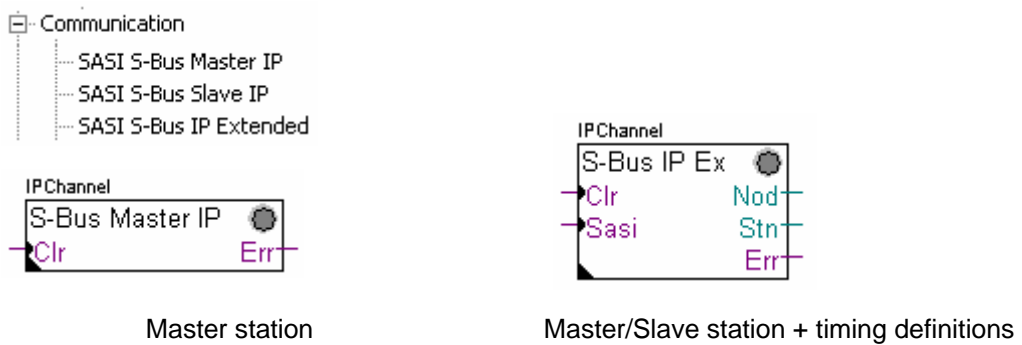 Communication
SASI S-Bus Master IP
SASI S-Bus Slave IP
SASI S-Bus IP Extended
IPChannel
S-Bus Master IP
Clr Err
IPChannel
S-Bus IP Ex
Clr Nod
Sasi Stn
Err
Master station
Master/Slave station + timing definitions